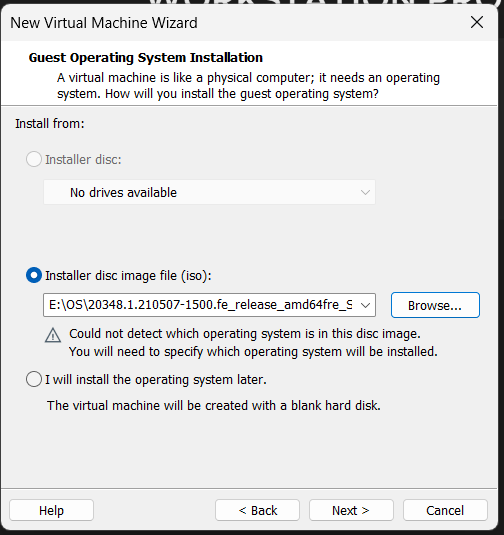 WORKSTATION PRO
New Virtual Machine Wizard
Guest Operating System Installation
A virtual machine is like a physical computer; it needs an operating
system. How will you install the guest operating system?
Install from:
Installer disc:
No drives available
Installer disc image file (iso):
E:\OS\20348.1.210507-1500.fe_release_amd64fre_S
Browse...
Could not detect which operating system is in this disc image.
You will need to specify which operating system will be installed.
I will install the operating system later.
The virtual machine will be created with a blank hard disk.
Help
< Back
Next >
Cancel